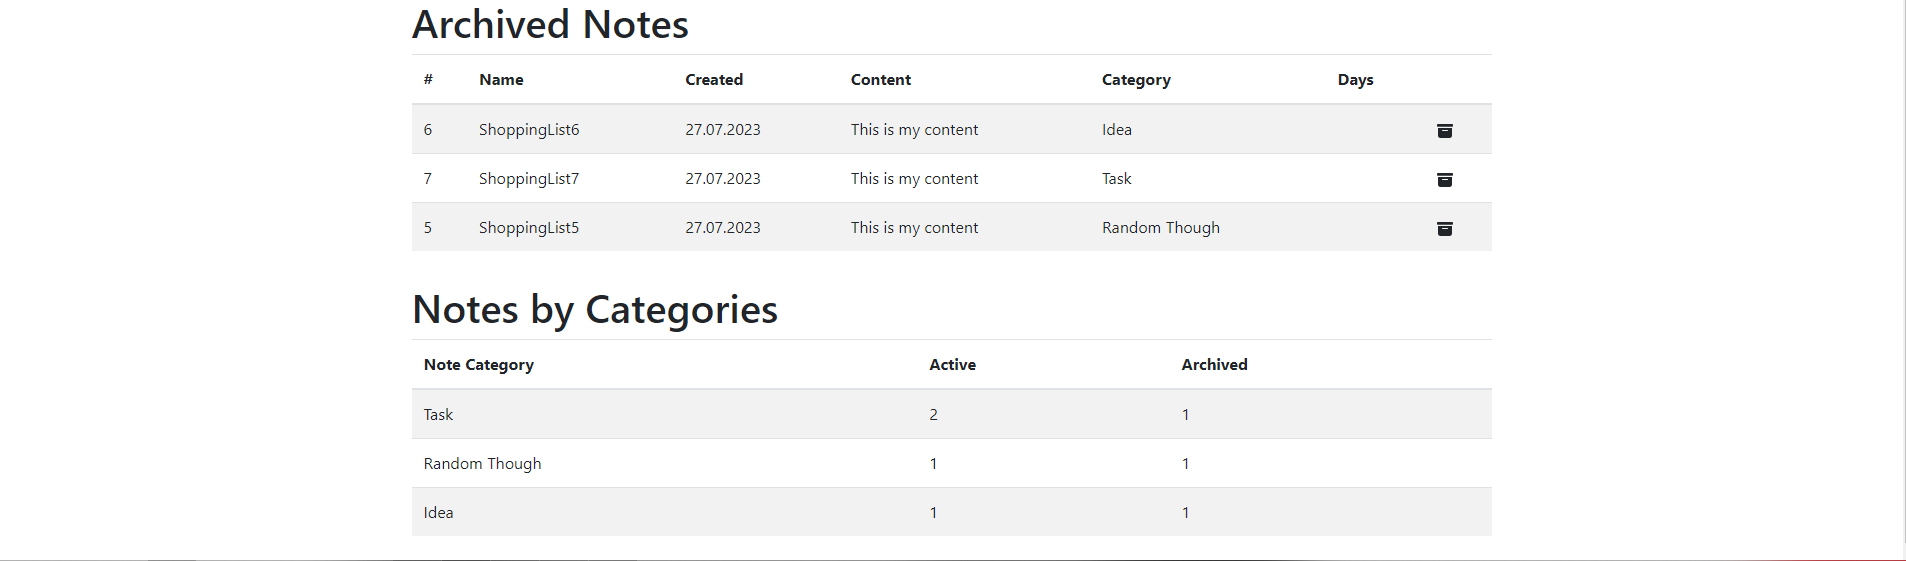 Archived Notes
# Name Created Content Category Days
6 ShoppingList6 27.07.2023 This is my content Idea
7 ShoppingList7 27.07.2023 This is my content Task
5 ShoppingList5 27.07.2023 This is my content Random Though
Notes by Categories
Note Category Active Archived
Task 2 1
Random Though 1 1
Idea 1 1